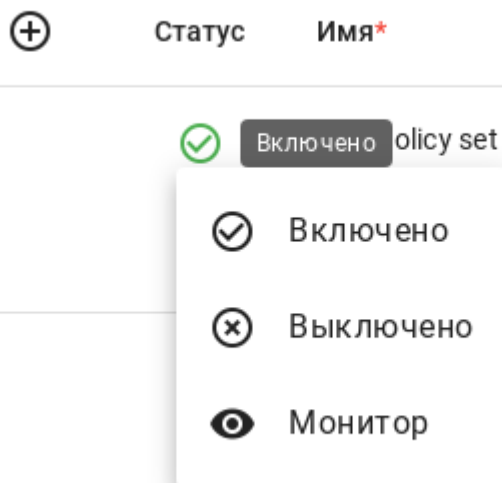 Статус Имя*
Включено olicy set
Включено
Выключено
Монитор